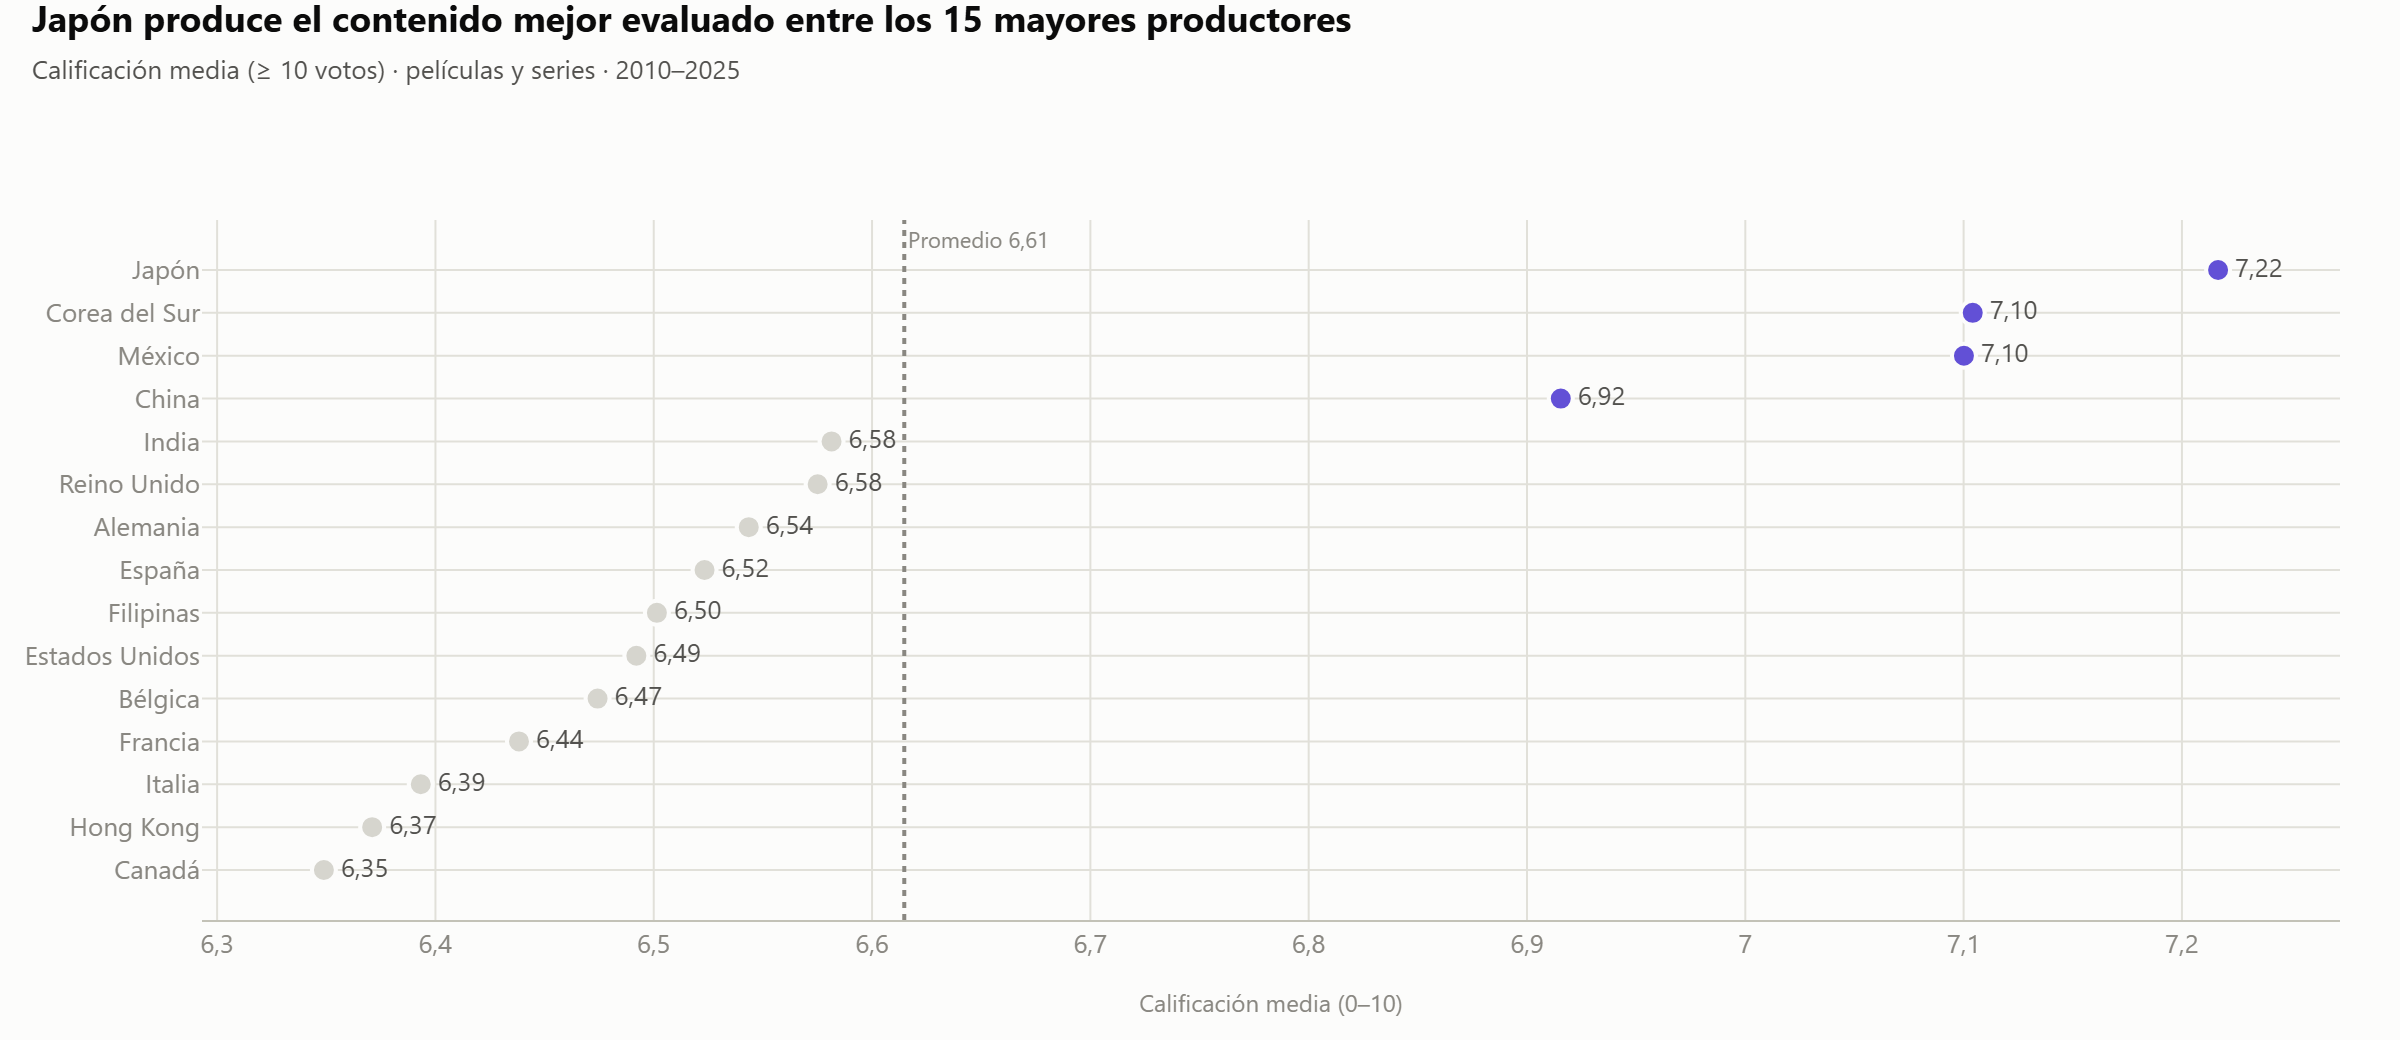 Japón produce el contenido mejor evaluado entre los 15 mayores productores
Calificación media (≥ 10 votos) · películas y series · 2010–2025
Promedio 6,61
Japón 7,22
Corea del Sur 7,10
México 7,10
China 6,92
India 6,58
Reino Unido 6,58
Alemania 6,54
España 6,52
Filipinas 6,50
Estados Unidos 6,49
Bélgica 6,47
Francia 6,44
Italia 6,39
Hong Kong 6,37
Canadá 6,35
6,3 6,4 6,5 6,6 6,7 6,8 6,9 7 7,1 7,2
Calificación media (0–10)